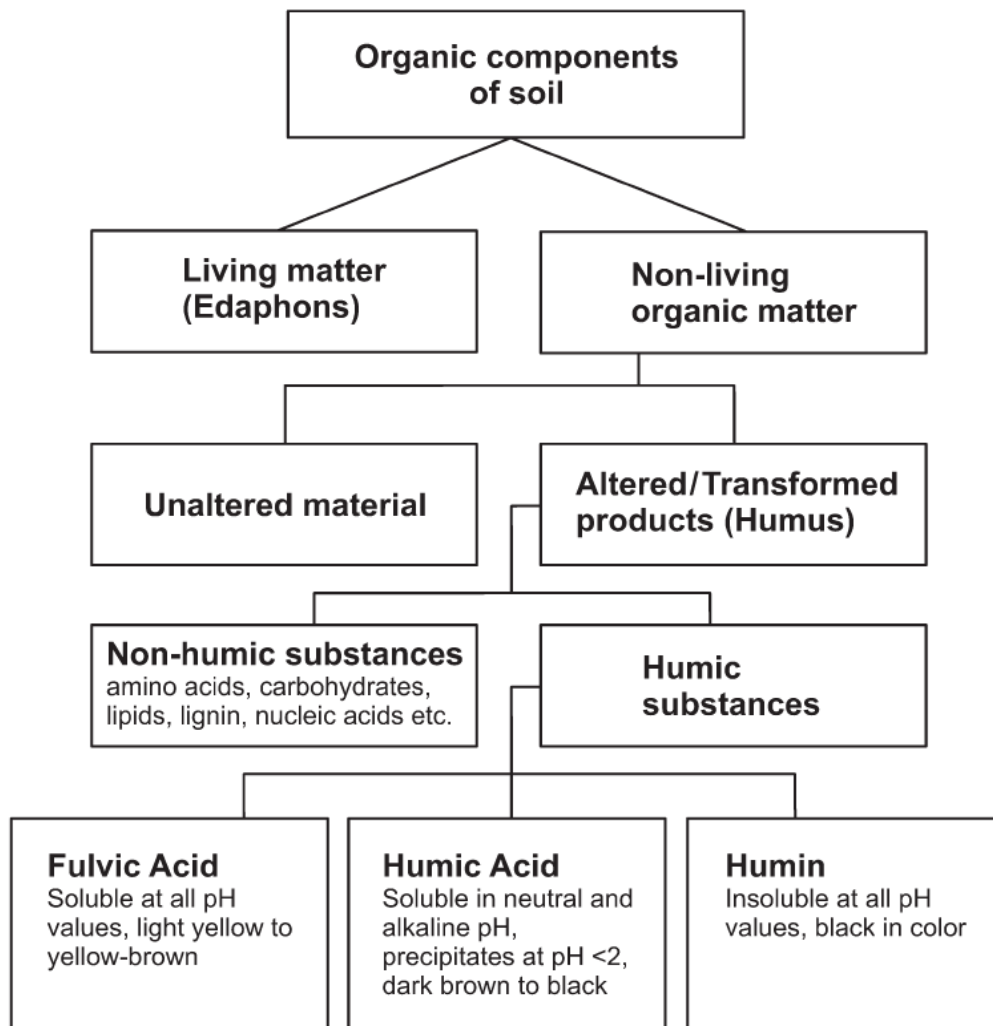 Organic components
of soil
Living matter
(Edaphons)
Non-living
organic matter
Unaltered material
Altered/Transformed
products (Humus)
Non-humic substances
amino acids, carbohydrates,
lipids, lignin, nucleic acids etc.
Humic
substances
Fulvic Acid
Soluble at all pH
values, light yellow to
yellow-brown
Humic Acid
Soluble in neutral and
alkaline pH,
precipitates at pH <2,
dark brown to black
Humin
Insoluble at all pH
values, black in color